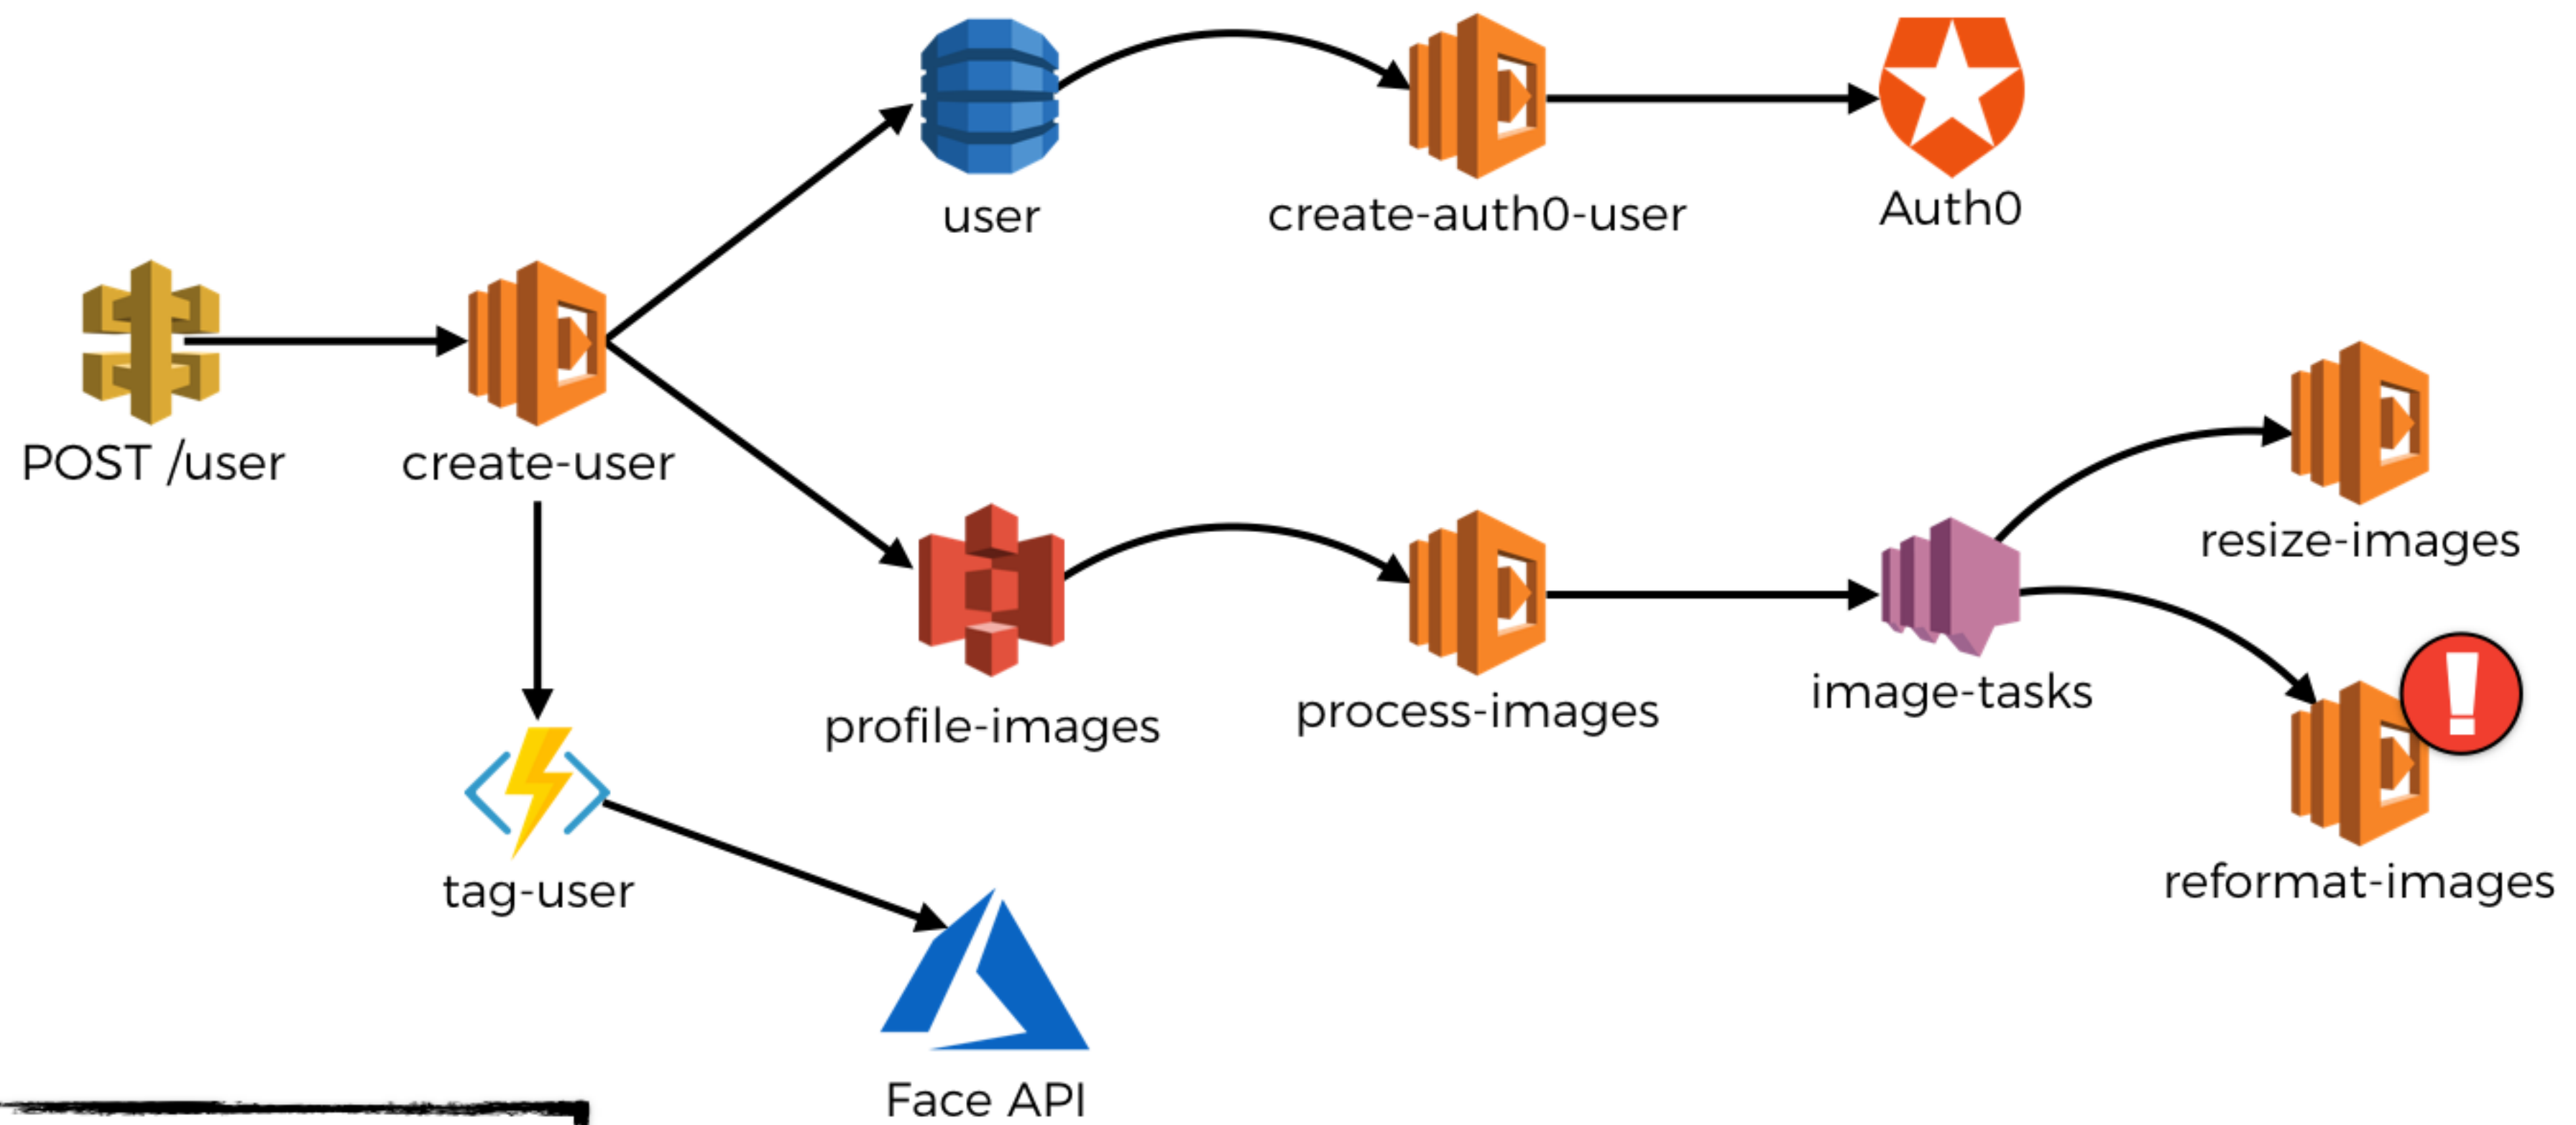 user
create-auth0-user
Auth0
POST /user
create-user
resize-images
profile-images
process-images
image-tasks
!
tag-user
reformat-images
Face API